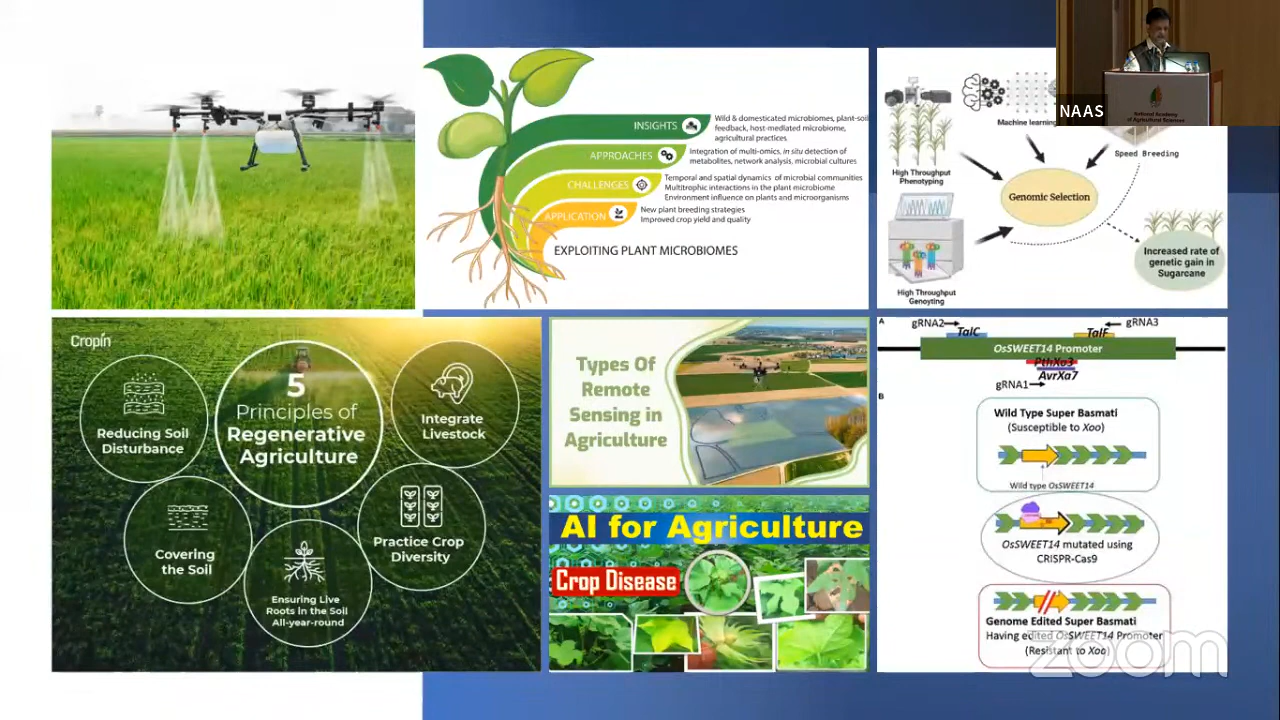 NAAS
National Academy
of Agricultural Sciences
INSIGHTS
Wild & domesticated microbiomes, plant-soil
feedback, host-mediated microbiome,
agricultural practices
APPROACHES
Integration of multi-omics, in situ detection of
metabolites, network analysis, microbial cultures
CHALLENGES
Temporal and spatial dynamics of microbial communities
Multitrophic interactions in the plant microbiome
Environment influence on plants and microorganisms
APPLICATION
New plant breeding strategies
Improved crop yield and quality
EXPLOITING PLANT MICROBIOMES
Machine learning
Speed Breeding
High Throughput
Phenotyping
Genomic Selection
High Throughput
Genotyping
Increased rate of
genetic gain in
Sugarcane
Cropin
5
Principles of
Regenerative
Agriculture
Reducing Soil
Disturbance
Integrate
Livestock
Covering
the Soil
Practice Crop
Diversity
Ensuring Live
Roots in the Soil
All-year-round
Types Of
Remote
Sensing in
Agriculture
AI for Agriculture
Crop Disease
A
gRNA2
TalC
TalF
gRNA3
OsSWEET14 Promoter
PthXo3
AvrXa7
gRNA1
B
Wild Type Super Basmati
(Susceptible to Xoo)
Wild type OsSWEET14
OsSWEET14 mutated using
CRISPR-Cas9
Genome Edited Super Basmati
Having edited OsSWEET14 Promoter
(Resistant to Xoo)
zoom